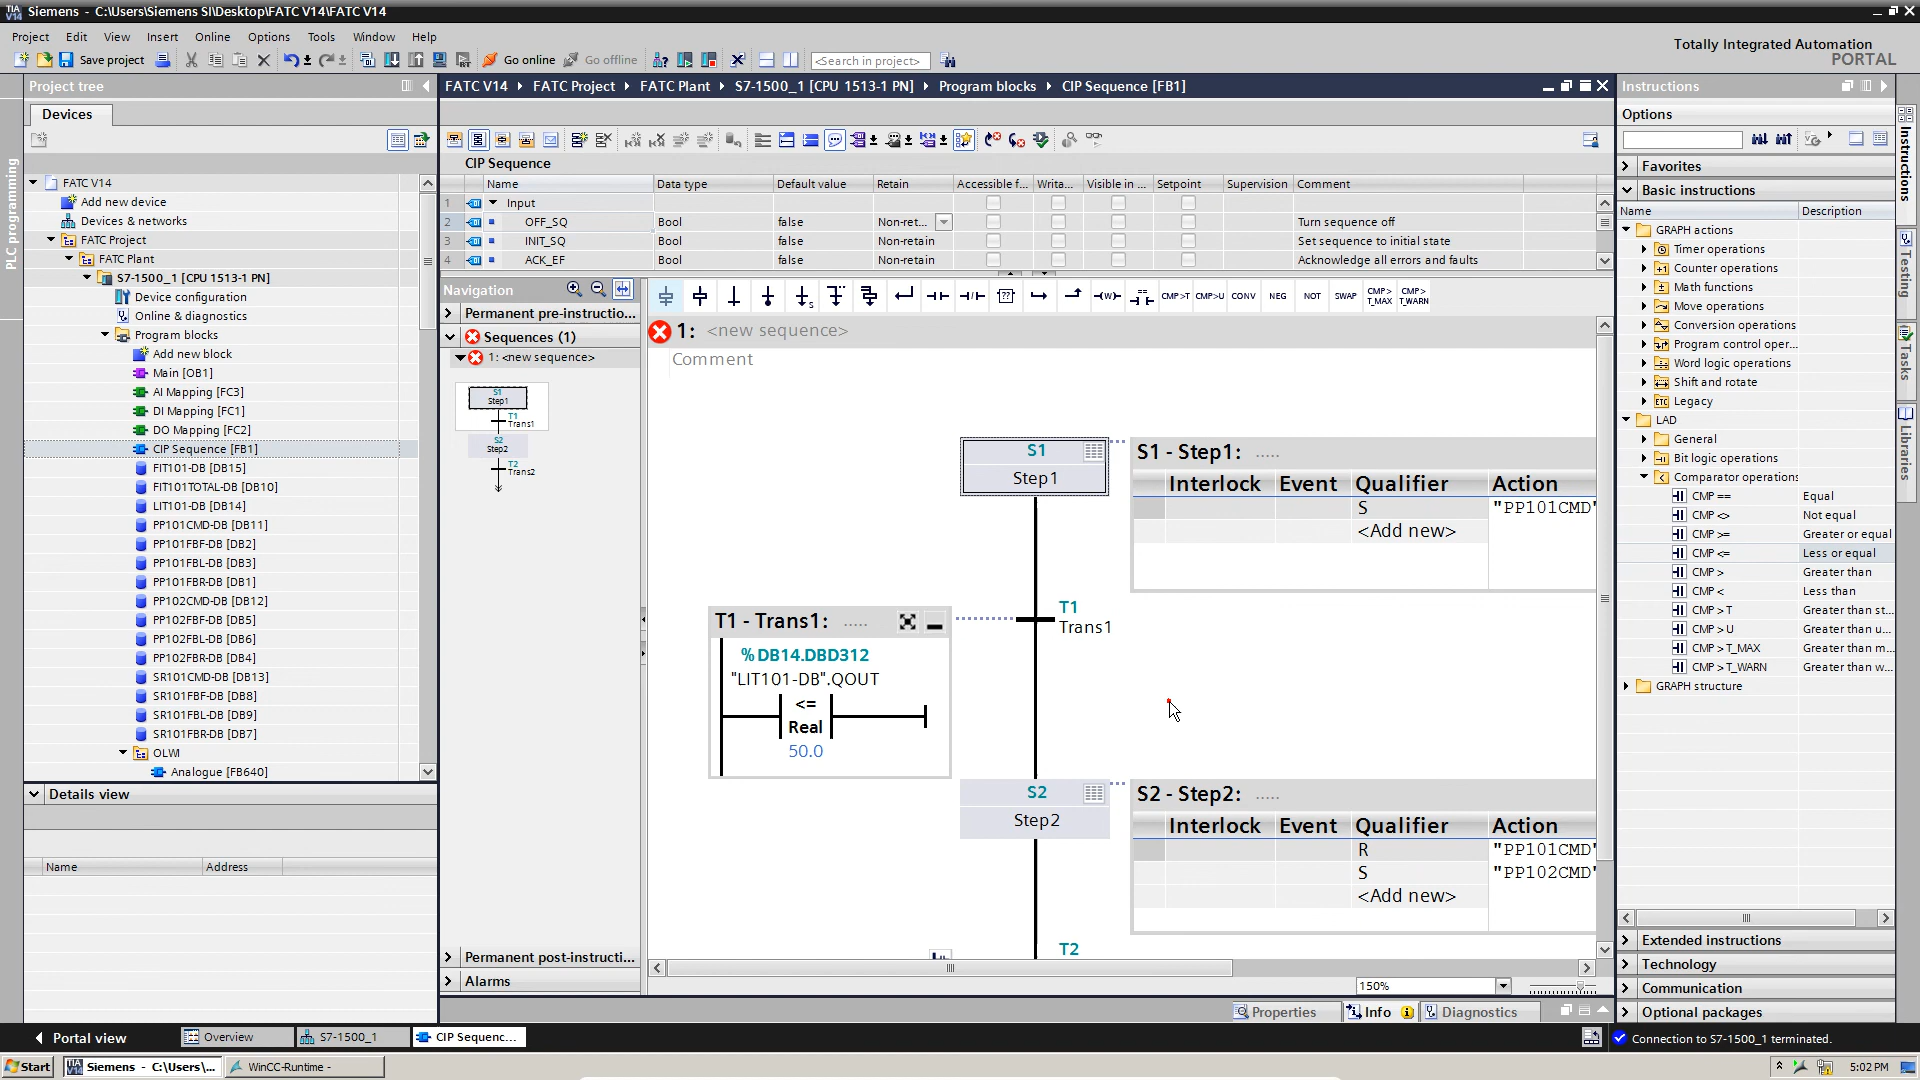 Siemens - C:\Users\Siemens SI\Desktop\FATC V14\FATC V14
Project Edit View Insert Online Options Tools Window Help
Totally Integrated Automation
PORTAL
Save project Go online Go offline <Search in project>
Project tree
FATC V14 FATC Project FATC Plant S7-1500_1 [CPU 1513-1 PN] Program blocks CIP Sequence [FB1]
Instructions
Devices
Options
PLC programming
CIP Sequence
Favorites
Basic instructions
Name Data type Default value Retain Accessible f... Writa... Visible in ... Setpoint Supervision Comment
1 Input
2 OFF_SQ Bool false Non-ret... Turn sequence off
3 INIT_SQ Bool false Non-retain Set sequence to initial state
4 ACK_EF Bool false Non-retain Acknowledge all errors and faults
FATC V14
Add new device
Devices & networks
FATC Project
FATC Plant
S7-1500_1 [CPU 1513-1 PN]
Device configuration
Online & diagnostics
Program blocks
Add new block
Main [OB1]
AI Mapping [FC3]
DI Mapping [FC1]
DO Mapping [FC2]
CIP Sequence [FB1]
FIT101-DB [DB15]
FIT101TOTAL-DB [DB10]
LIT101-DB [DB14]
PP101CMD-DB [DB11]
PP101FBF-DB [DB2]
PP101FBL-DB [DB3]
PP101FBR-DB [DB1]
PP102CMD-DB [DB12]
PP102FBF-DB [DB5]
PP102FBL-DB [DB6]
PP102FBR-DB [DB4]
SR101CMD-DB [DB13]
SR101FBF-DB [DB8]
SR101FBL-DB [DB9]
SR101FBR-DB [DB7]
OLWI
Analogue [FB640]
Details view
Name Address
Navigation
Permanent pre-instructio...
Sequences (1)
1: <new sequence>
S1
Step1
T1
Trans1
S2
Step2
T2
Trans2
Permanent post-instructi...
Alarms
CMP>T CMP>U CONV NEG NOT SWAP CMP> T_MAX CMP> T_WARN
1: <new sequence>
Comment
S1
Step1
S1 - Step1: .....
Interlock Event Qualifier Action
S "PP101CMD"
<Add new>
T1 - Trans1: .....
T1
Trans1
%DB14.DBD312
"LIT101-DB".QOUT
<=
Real
50.0
S2
Step2
S2 - Step2: .....
Interlock Event Qualifier Action
R "PP101CMD"
S "PP102CMD"
<Add new>
T2
150%
Properties Info Diagnostics
Name Description
GRAPH actions
Timer operations
Counter operations
Math functions
Move operations
Conversion operations
Program control oper...
Word logic operations
Shift and rotate
Legacy
LAD
General
Bit logic operations
Comparator operations
CMP == Equal
CMP <> Not equal
CMP >= Greater or equal
CMP <= Less or equal
CMP > Greater than
CMP < Less than
CMP > T Greater than st...
CMP > U Greater than u...
CMP > T_MAX Greater than m...
CMP > T_WARN Greater than w...
GRAPH structure
Extended instructions
Technology
Communication
Optional packages
Instructions
Testing
Tasks
Libraries
Portal view Overview S7-1500_1 CIP Sequenc...
Connection to S7-1500_1 terminated.
Start Siemens - C:\Users\... WinCC-Runtime - 5:02 PM